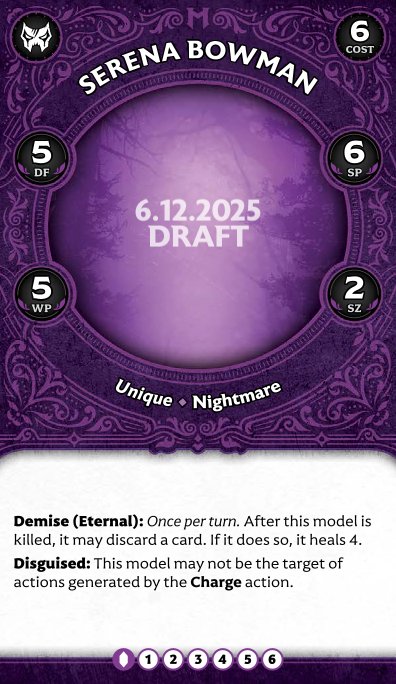 6
COST
SERENA BOWMAN
5
DF
6
SP
6.12.2025
DRAFT
5
WP
2
SZ
Unique • Nightmare
Demise (Eternal): Once per turn. After this model is
killed, it may discard a card. If it does so, it heals 4.
Disguised: This model may not be the target of
actions generated by the Charge action.
1 2 3 4 5 6